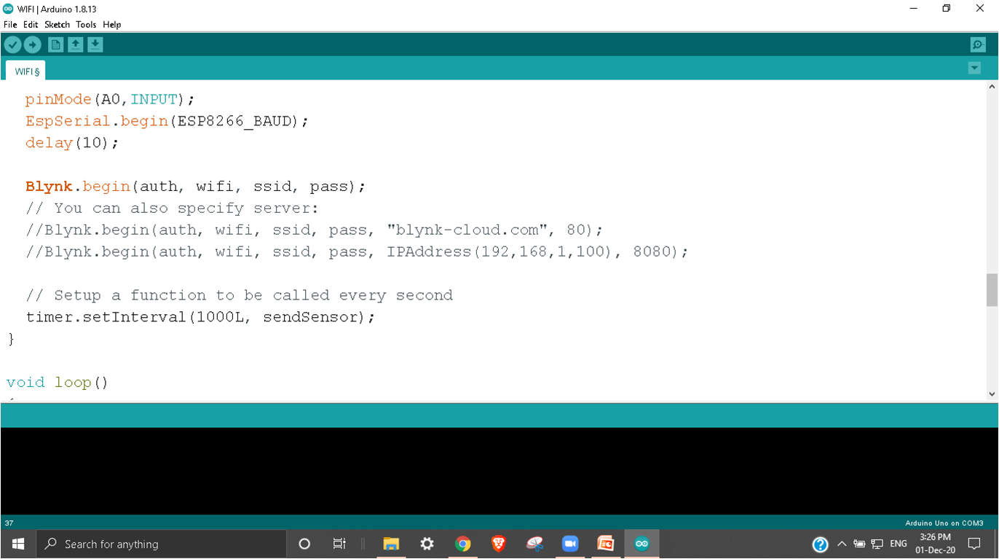 WIFI | Arduino 1.8.13
File Edit Sketch Tools Help
WIFI §
pinMode(A0,INPUT);
EspSerial.begin(ESP8266_BAUD);
delay(10);
Blynk.begin(auth, wifi, ssid, pass);
// You can also specify server:
//Blynk.begin(auth, wifi, ssid, pass, "blynk-cloud.com", 80);
//Blynk.begin(auth, wifi, ssid, pass, IPAddress(192,168,1,100), 8080);
// Setup a function to be called every second
timer.setInterval(1000L, sendSensor);
}
void loop()
37
Arduino Uno on COM3
Search for anything
ENG
3:26 PM
01-Dec-20